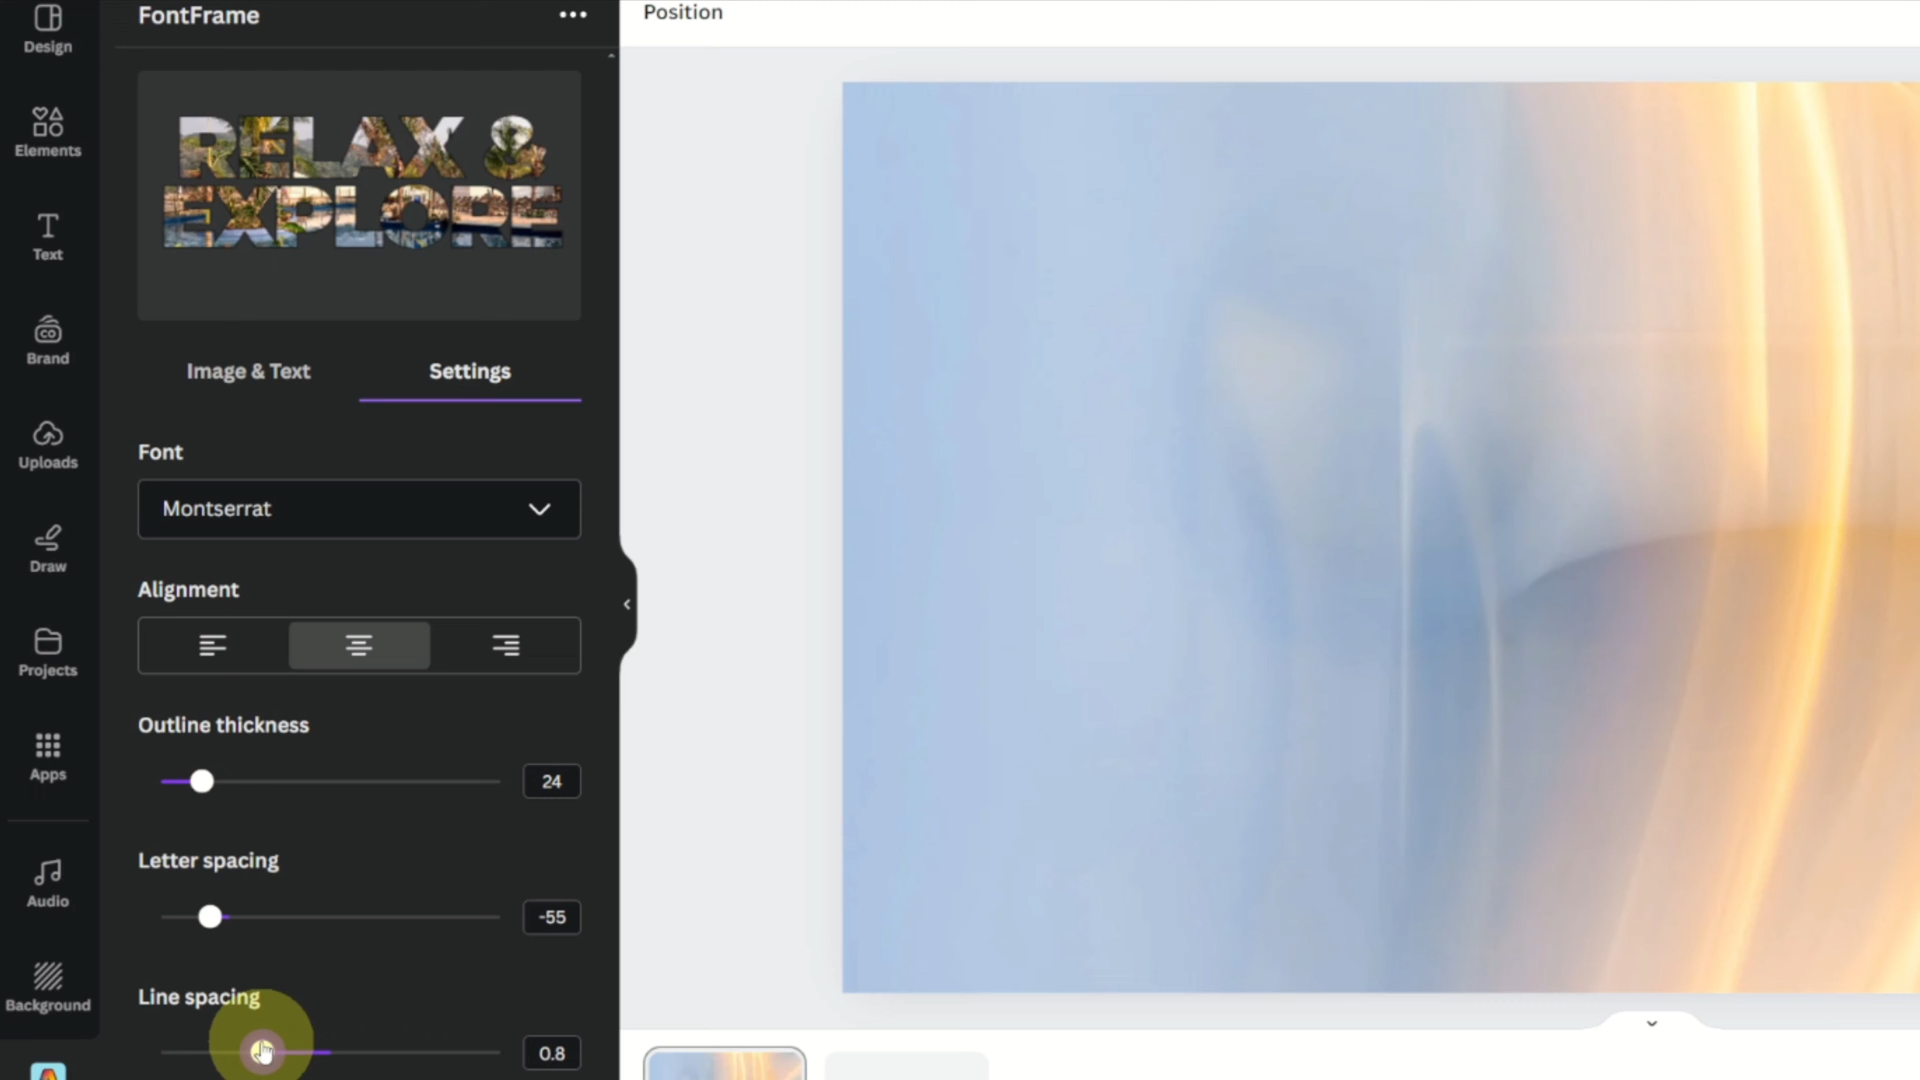 Design
Elements
Text
Brand
CO
Uploads
Draw
Projects
Apps
Audio
Background
FontFrame
RELAX &
EXPLORE
Image & Text
Settings
Font
Montserrat
Alignment
Outline thickness
24
Letter spacing
-55
Line spacing
0.8
Position